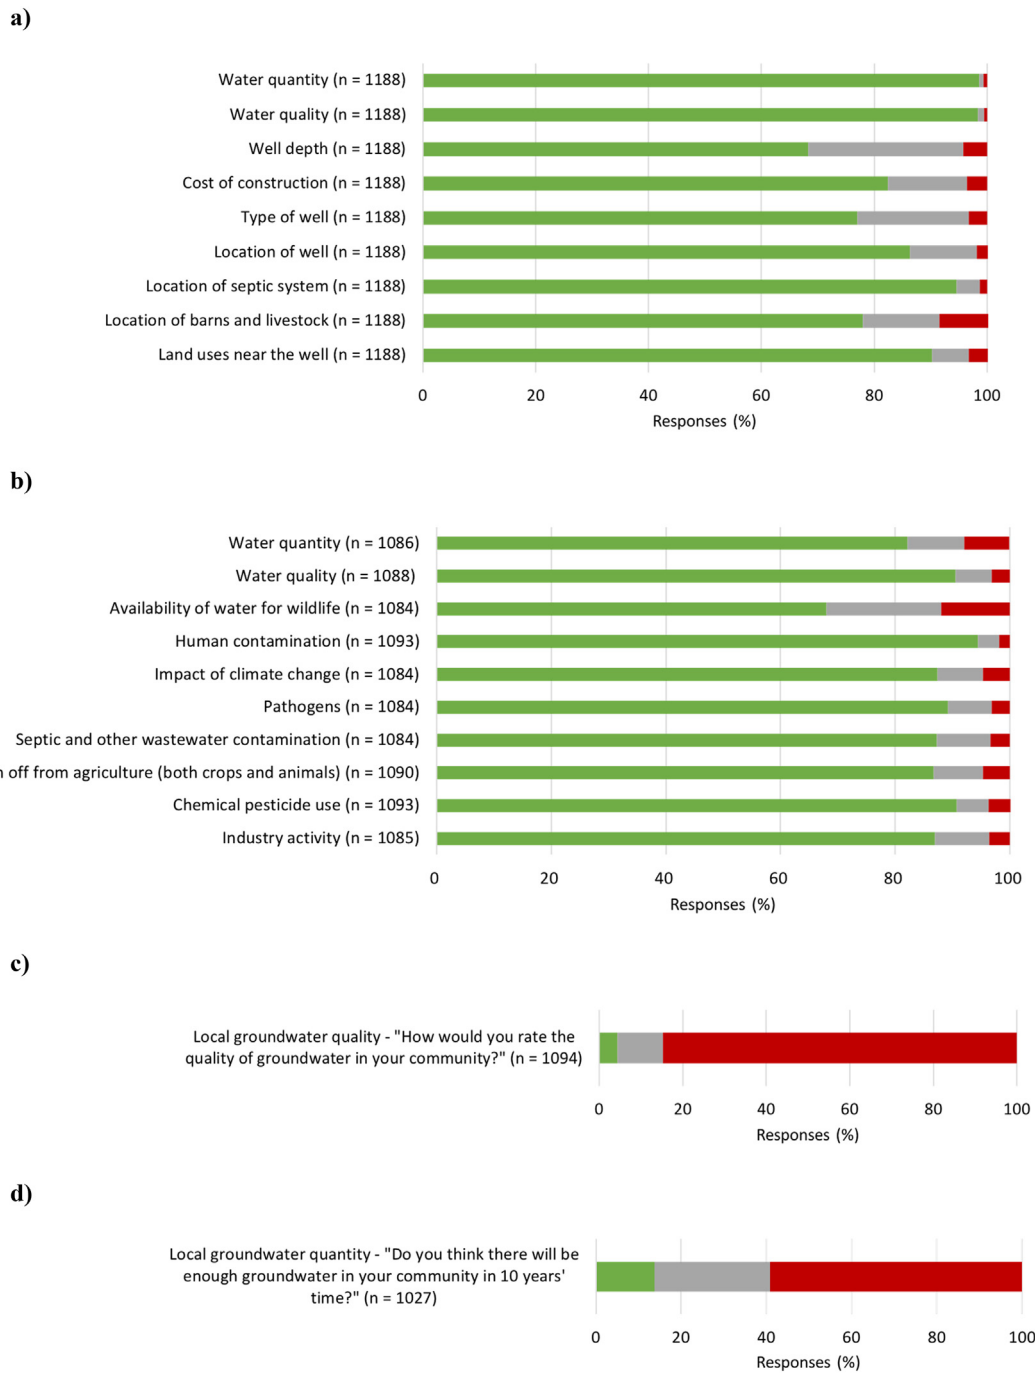 a)
Water quantity (n = 1188)
Water quality (n = 1188)
Well depth (n = 1188)
Cost of construction (n = 1188)
Type of well (n = 1188)
Location of well (n = 1188)
Location of septic system (n = 1188)
Location of barns and livestock (n = 1188)
Land uses near the well (n = 1188)
0 20 40 60 80 100
Responses (%)
b)
Water quantity (n = 1086)
Water quality (n = 1088)
Availability of water for wildlife (n = 1084)
Human contamination (n = 1093)
Impact of climate change (n = 1084)
Pathogens (n = 1084)
Septic and other wastewater contamination (n = 1084)
n off from agriculture (both crops and animals) (n = 1090)
Chemical pesticide use (n = 1093)
Industry activity (n = 1085)
0 20 40 60 80 100
Responses (%)
c)
Local groundwater quality - "How would you rate the
quality of groundwater in your community?" (n = 1094)
0 20 40 60 80 100
Responses (%)
d)
Local groundwater quantity - "Do you think there will be
enough groundwater in your community in 10 years'
time?" (n = 1027)
0 20 40 60 80 100
Responses (%)